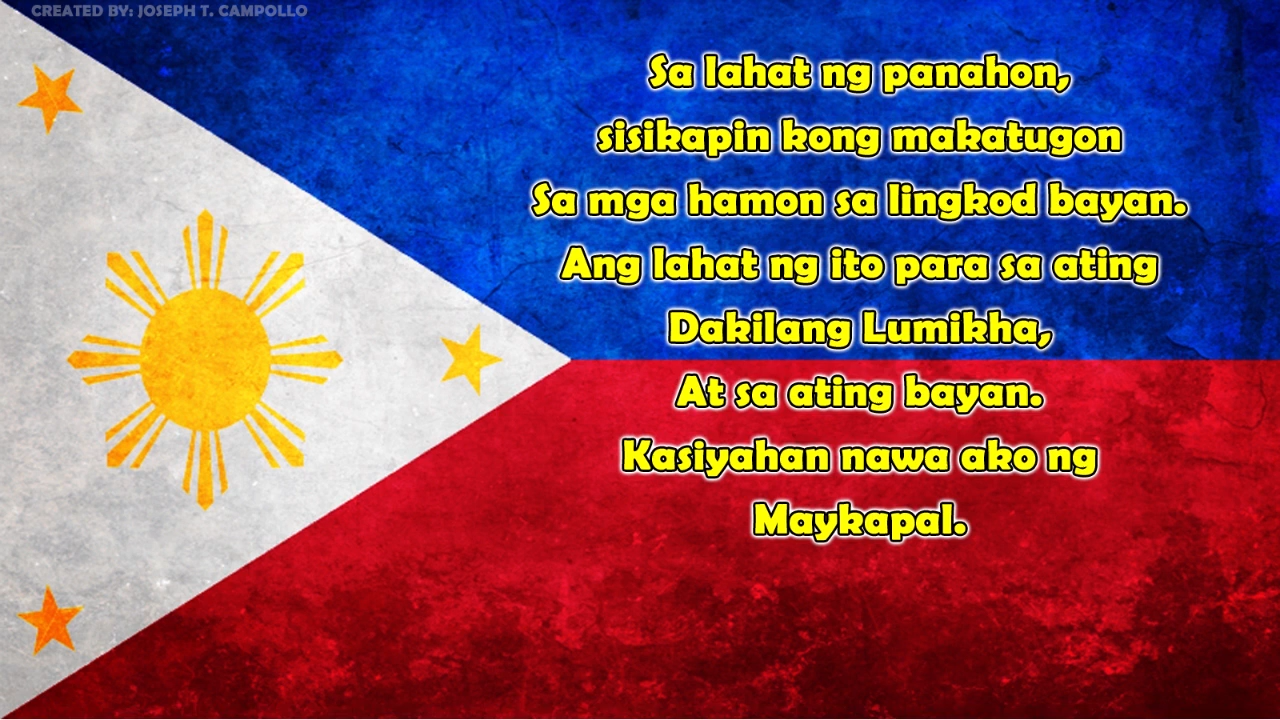 CREATED BY: JOSEPH T. CAMPOLLO
Sa lahat ng panahon,
sisikapin kong makatugon
Sa mga hamon sa lingkod bayan.
Ang lahat ng ito para sa ating
Dakilang Lumikha,
At sa ating bayan.
Kasiyahan nawa ako ng
Maykapal.